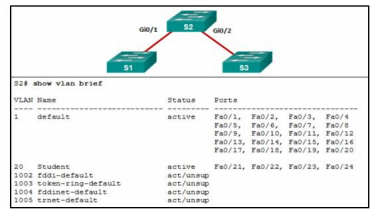 S2
Gi0/1
Gi0/2
S1
S3
S2# show vlan brief
VLAN Name Status Ports
1 default active Fa0/1, Fa0/2, Fa0/3, Fa0/4
Fa0/5, Fa0/6, Fa0/7, Fa0/8
Fa0/9, Fa0/10, Fa0/11, Fa0/12
Fa0/13, Fa0/14, Fa0/15, Fa0/16
Fa0/17, Fa0/18, Fa0/19, Fa0/20
20 Student active Fa0/21, Fa0/22, Fa0/23, Fa0/24
1002 fddi-default act/unsup
1003 token-ring-default act/unsup
1004 fddinet-default act/unsup
1005 trnet-default act/unsup